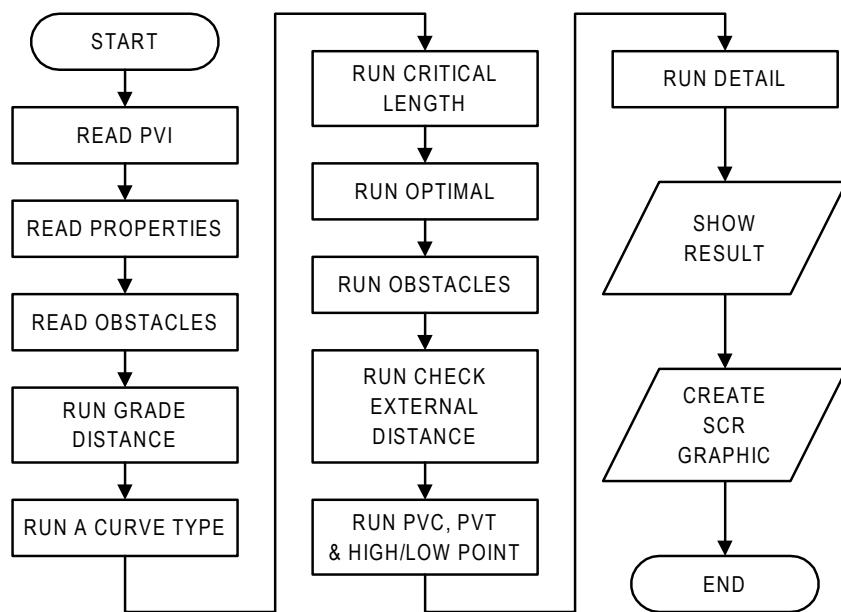 START
READ PVI
READ PROPERTIES
READ OBSTACLES
RUN GRADE
DISTANCE
RUN A CURVE TYPE
RUN CRITICAL
LENGTH
RUN OPTIMAL
RUN OBSTACLES
RUN CHECK
EXTERNAL
DISTANCE
RUN PVC, PVT
& HIGH/LOW POINT
RUN DETAIL
SHOW
RESULT
CREATE
SCR
GRAPHIC
END